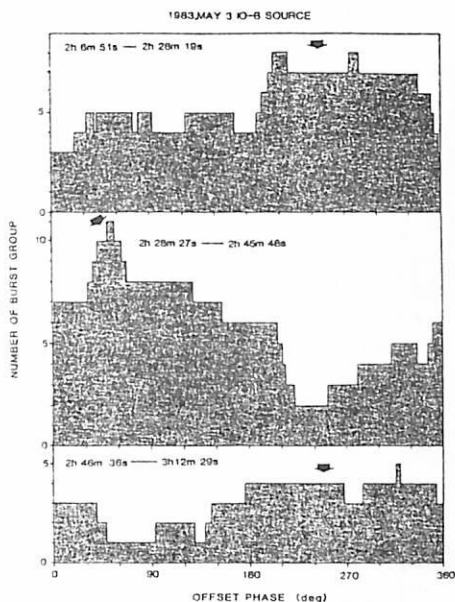 1983,MAY 3 IO-B SOURCE
2h 6m 51s — 2h 28m 19s
5
0
2h 28m 27s — 2h 45m 48s
10
5
0
2h 46m 36s — 3h 12m 29s
5
0
NUMBER OF BURST GROUP
0 90 180 270 360
OFFSET PHASE (deg)